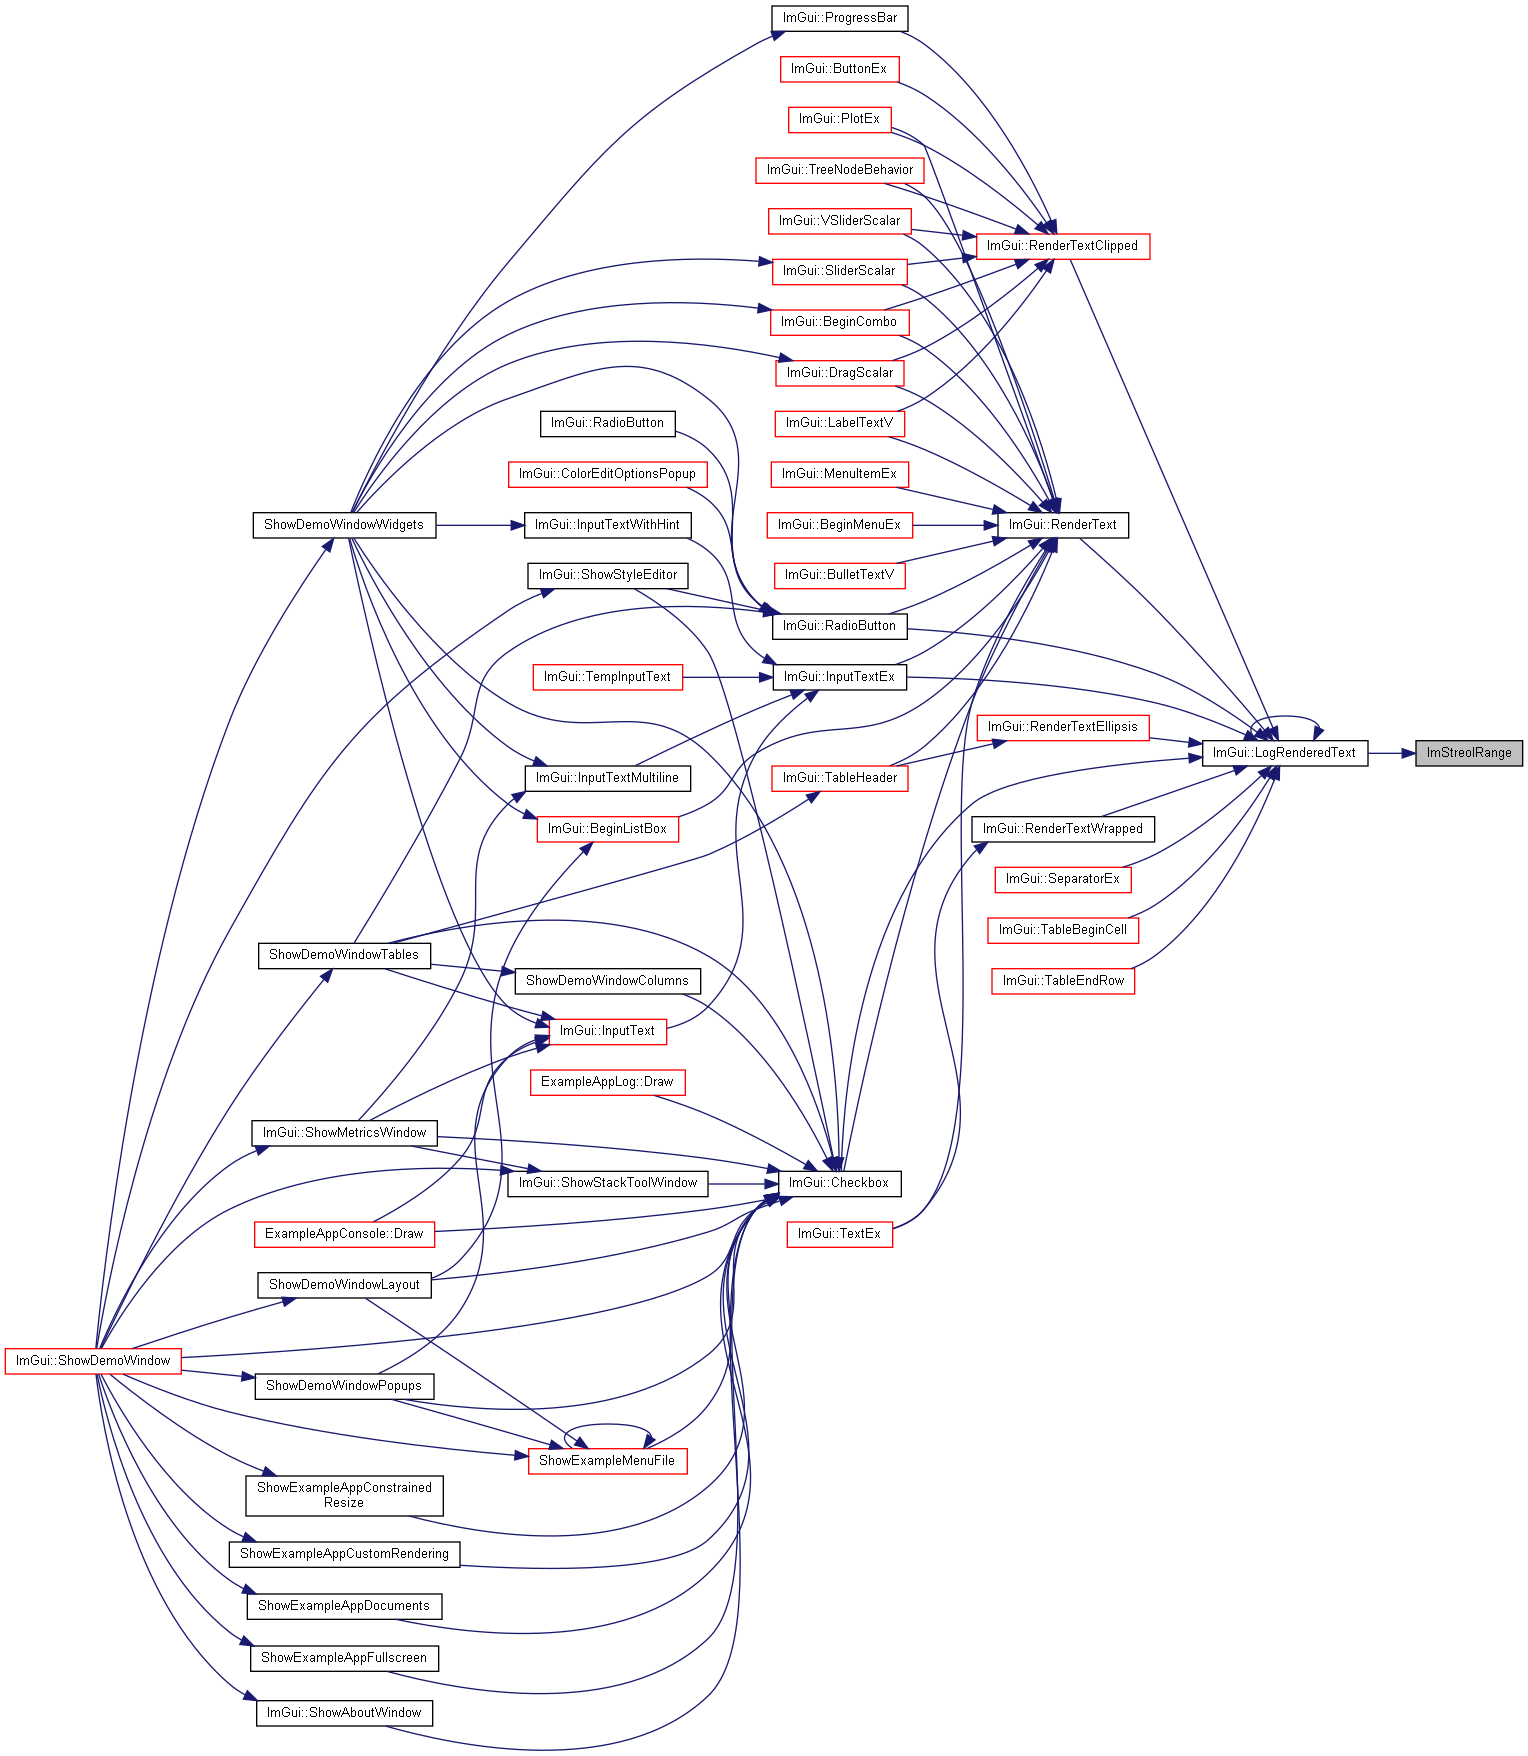 ImGui::ProgressBar
ImGui::ButtonEx
ImGui::PlotEx
ImGui::TreeNodeBehavior
ImGui::VSliderScalar
ImGui::RenderTextClipped
ImGui::SliderScalar
ImGui::BeginCombo
ImGui::DragScalar
ImGui::RadioButton
ImGui::LabelTextV
ImGui::ColorEditOptionsPopup
ImGui::MenuItemEx
ShowDemoWindowWidgets
ImGui::InputTextWithHint
ImGui::BeginMenuEx
ImGui::RenderText
ImGui::ShowStyleEditor
ImGui::BulletTextV
ImGui::RadioButton
ImGui::TempInputText
ImGui::InputTextEx
ImGui::RenderTextEllipsis
ImGui::LogRenderedText
ImStreolRange
ImGui::InputTextMultiline
ImGui::TableHeader
ImGui::BeginListBox
ImGui::RenderTextWrapped
ImGui::SeparatorEx
ImGui::TableBeginCell
ShowDemoWindowTables
ShowDemoWindowColumns
ImGui::TableEndRow
ImGui::InputText
ExampleAppLog::Draw
ImGui::ShowMetricsWindow
ImGui::ShowStackToolWindow
ImGui::Checkbox
ExampleAppConsole::Draw
ImGui::TextEx
ShowDemoWindowLayout
ImGui::ShowDemoWindow
ShowDemoWindowPopups
ShowExampleMenuFile
ShowExampleAppConstrained
Resize
ShowExampleAppCustomRendering
ShowExampleAppDocuments
ShowExampleAppFullscreen
ImGui::ShowAboutWindow